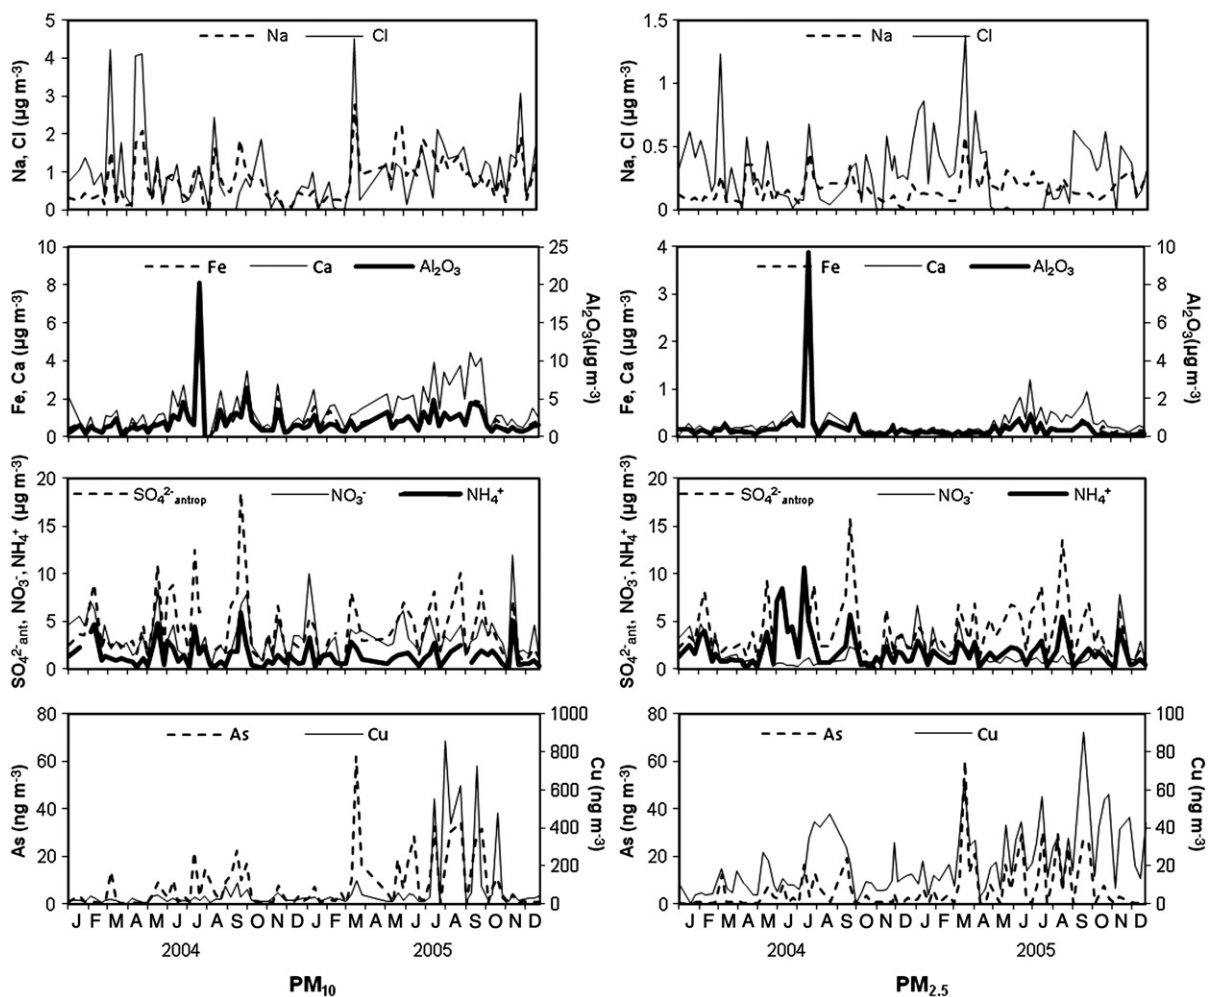 5 4 3 2 1 0
Na, Cl (µg m⁻³)
Na Cl
1.5 1 0.5 0
Na, Cl (µg m⁻³)
Na Cl
10 8 6 4 2 0
Fe, Ca (µg m⁻³)
Fe Ca Al₂O₃
25 20 15 10 5 0
Al₂O₃(µg m⁻³)
4 3 2 1 0
Fe, Ca (µg m⁻³)
Fe Ca Al₂O₃
10 8 6 4 2 0
Al₂O₃(µg m⁻³)
20 15 10 5 0
SO₄²⁻ant, NO₃⁻, NH₄⁺ (µg m⁻³)
SO₄²⁻antrop NO₃⁻ NH₄⁺
20 15 10 5 0
SO₄²⁻ant, NO₃⁻, NH₄⁺ (µg m⁻³)
SO₄²⁻antrop NO₃⁻ NH₄⁺
80 60 40 20 0
As (ng m⁻³)
As Cu
1000 800 600 400 200 0
Cu (ng m⁻³)
80 60 40 20 0
As (ng m⁻³)
As Cu
100 80 60 40 20 0
Cu (ng m⁻³)
J F M A M J J A S O N D J F M A M J J A S O N D
2004 2005
PM₁₀
J F M A M J J A S O N D J F M A M J J A S O N D
2004 2005
PM₂.₅